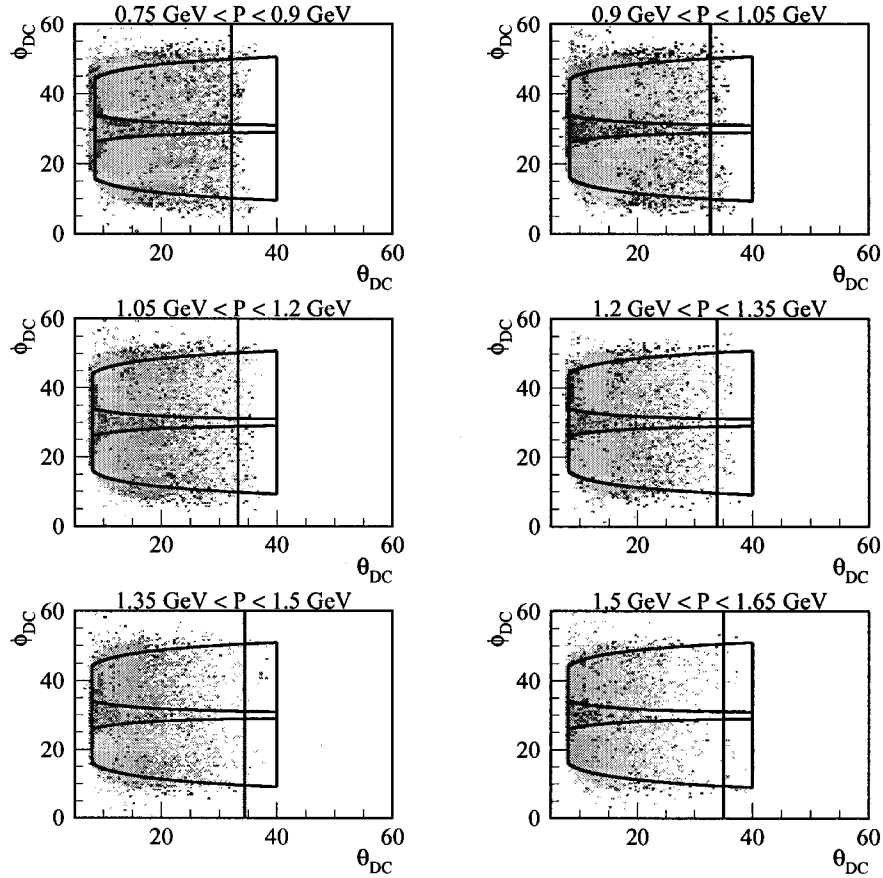 0.75 GeV < P < 0.9 GeV
0.9 GeV < P < 1.05 GeV
ϕDC
60
40
20
0
20
40
60
θDC
ϕDC
60
40
20
0
20
40
60
θDC
1.05 GeV < P < 1.2 GeV
1.2 GeV < P < 1.35 GeV
ϕDC
60
40
20
0
20
40
60
θDC
ϕDC
60
40
20
0
20
40
60
θDC
1.35 GeV < P < 1.5 GeV
1.5 GeV < P < 1.65 GeV
ϕDC
60
40
20
0
20
40
60
θDC
ϕDC
60
40
20
0
20
40
60
θDC